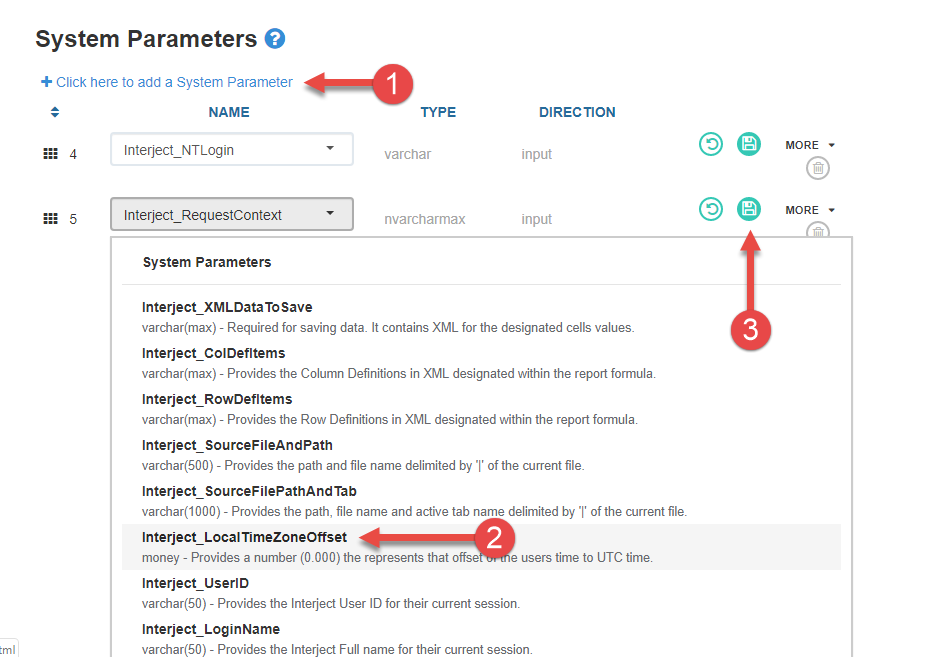 System Parameters ?
+ Click here to add a System Parameter
1
NAME TYPE DIRECTION
4 Interject_NTLogin varchar input MORE
5 Interject_RequestContext nvarcharmax input MORE
System Parameters
Interject_XMLDataToSave
varchar(max) - Required for saving data. It contains XML for the designated cells values.
3
Interject_ColDefItems
varchar(max) - Provides the Column Definitions in XML designated within the report formula.
Interject_RowDefItems
varchar(max) - Provides the Row Definitions in XML designated within the report formula.
Interject_SourceFileAndPath
varchar(500) - Provides the path and file name delimited by '|' of the current file.
Interject_SourceFilePathAndTab
varchar(1000) - Provides the path, file name and active tab name delimited by '|' of the current file.
Interject_LocalTimeZoneOffset
2
money - Provides a number (0.000) the represents that offset of the users time to UTC time.
Interject_UserID
varchar(50) - Provides the Interject User ID for their current session.
Interject_LoginName
varchar(50) - Provides the Interject Full name for their current session.
tml